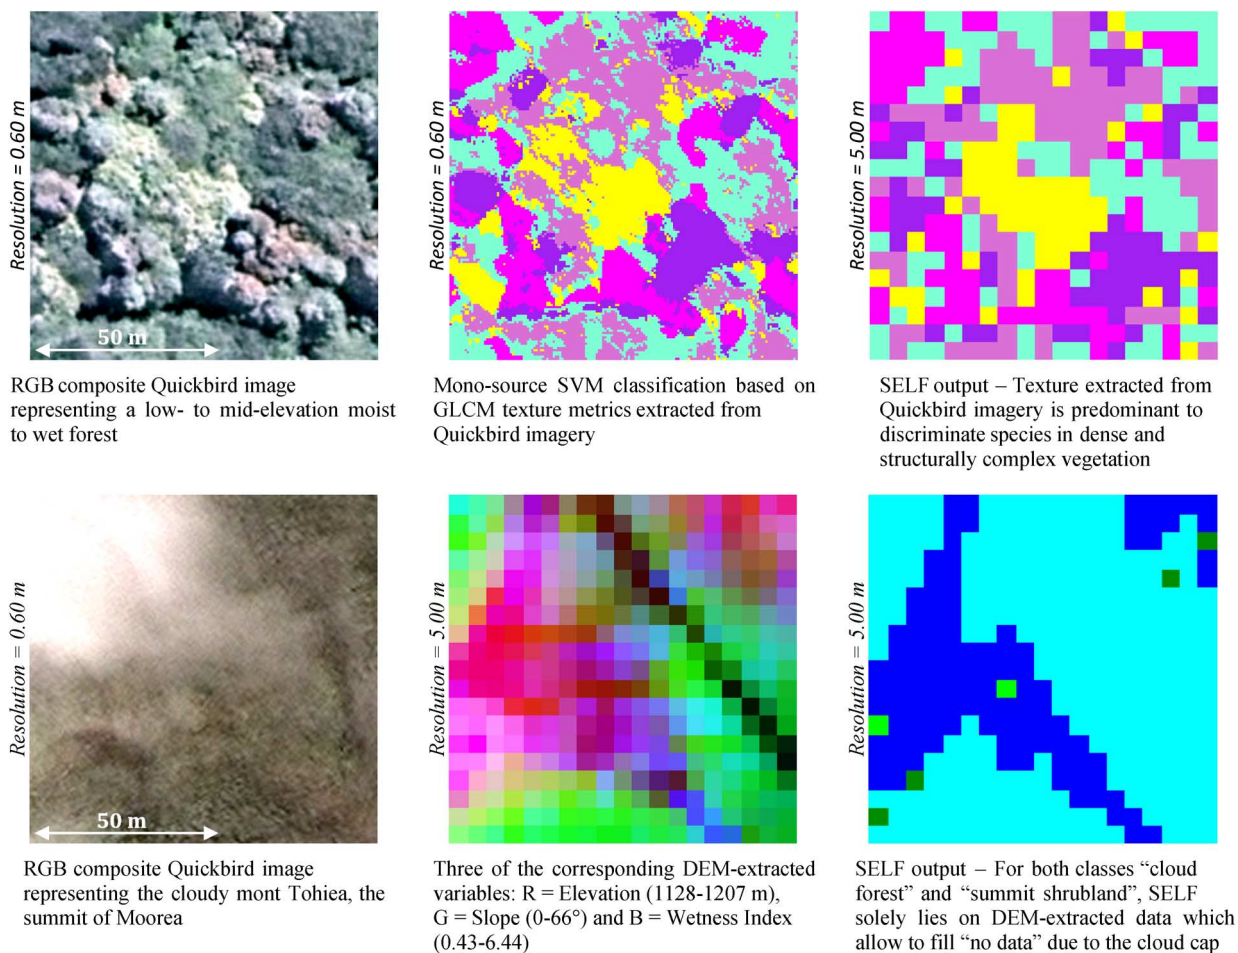 Resolution = 0.60 m
50 m
RGB composite Quickbird image
representing a low- to mid-elevation moist
to wet forest
Resolution = 0.60 m
Mono-source SVM classification based on
GLCM texture metrics extracted from
Quickbird imagery
Resolution = 5.00 m
SELF output – Texture extracted from
Quickbird imagery is predominant to
discriminate species in dense and
structurally complex vegetation
Resolution = 0.60 m
50 m
RGB composite Quickbird image
representing the cloudy mont Tohiea, the
summit of Moorea
Resolution = 5.00 m
Three of the corresponding DEM-extracted
variables: R = Elevation (1128-1207 m),
G = Slope (0-66°) and B = Wetness Index
(0.43-6.44)
Resolution = 5.00 m
SELF output – For both classes “cloud
forest” and “summit shrubland”, SELF
solely lies on DEM-extracted data which
allow to fill “no data” due to the cloud cap